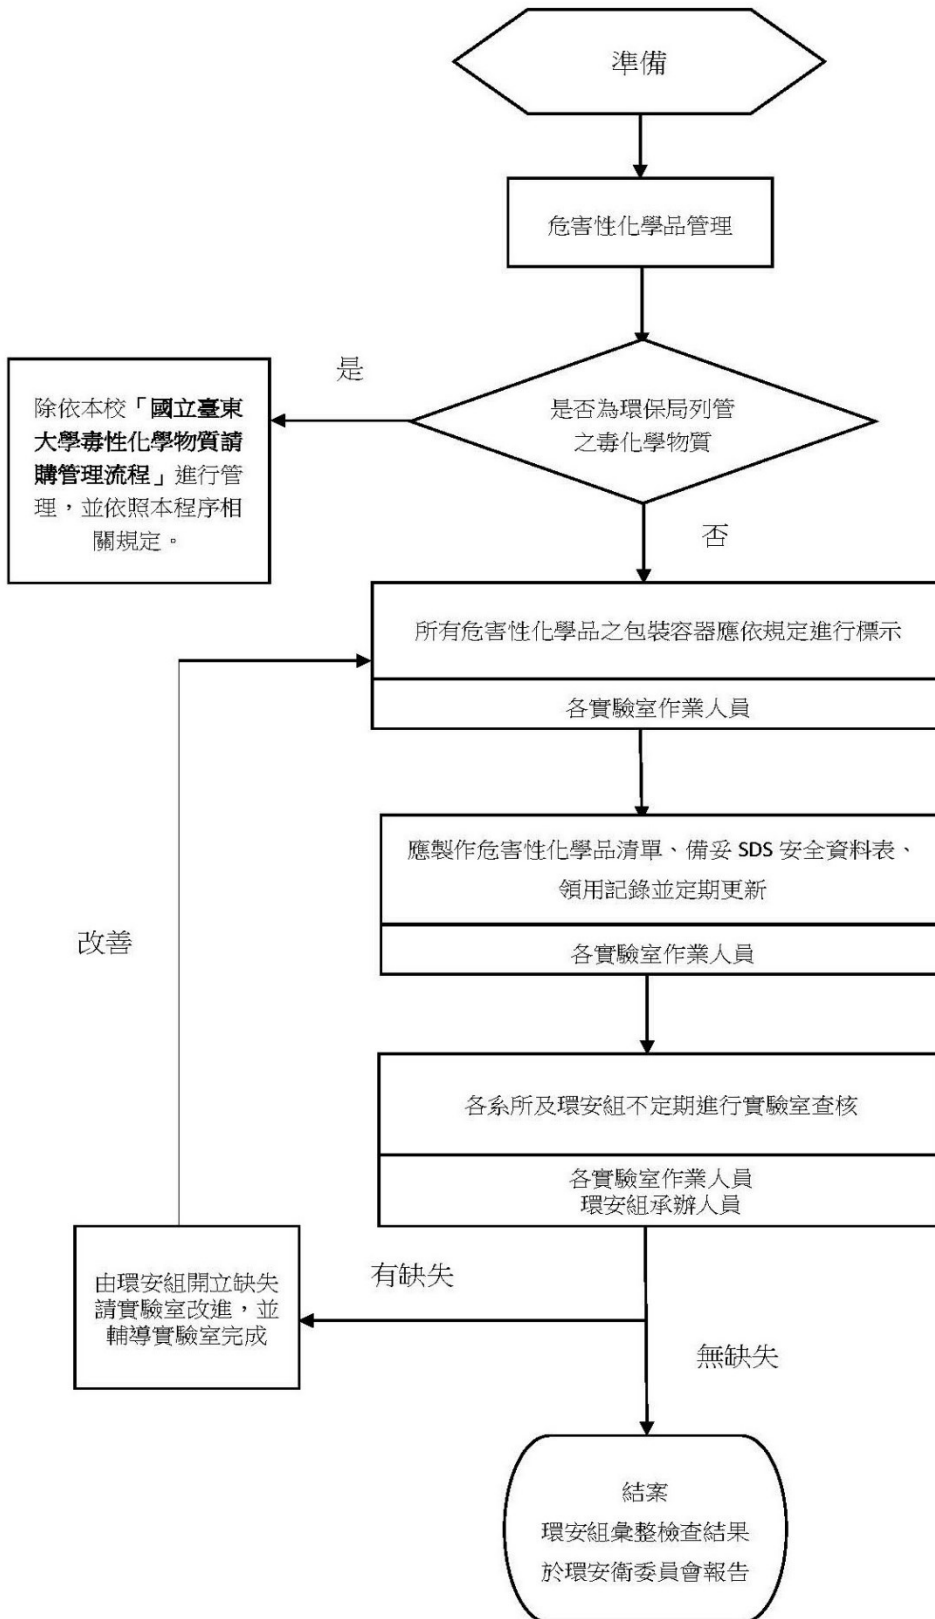 準備
危害性化學品管理
是
是否為環保局列管
之毒化學物質
除依本校「國立臺東
大學毒性化學物質請
購管理流程」進行管
理，並依照本程序相
關規定。
否
所有危害性化學品之包裝容器應依規定進行標示
各實驗室作業人員
應製作危害性化學品清單、備妥 SDS 安全資料表、
領用記錄並定期更新
各實驗室作業人員
改善
各系所及環安組不定期進行實驗室查核
各實驗室作業人員
環安組承辦人員
有缺失
由環安組開立缺失
請實驗室改進，並
輔導實驗室完成
無缺失
結案
環安組彙整檢查結果
於環安衛委員會報告